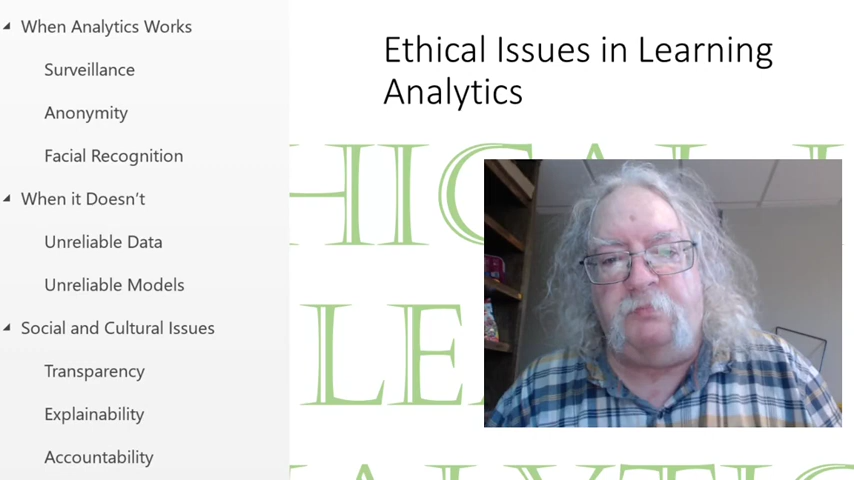 When Analytics Works
Surveillance
Anonymity
Facial Recognition
When it Doesn't
Unreliable Data
Unreliable Models
Social and Cultural Issues
Transparency
Explainability
Accountability
Ethical Issues in Learning
Analytics